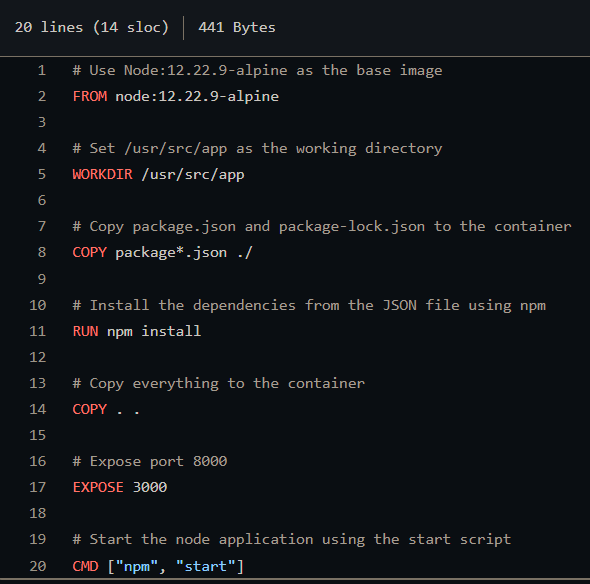 20 lines (14 sloc) | 441 Bytes
1 # Use Node:12.22.9-alpine as the base image
2 FROM node:12.22.9-alpine
3
4 # Set /usr/src/app as the working directory
5 WORKDIR /usr/src/app
6
7 # Copy package.json and package-lock.json to the container
8 COPY package*.json ./
9
10 # Install the dependencies from the JSON file using npm
11 RUN npm install
12
13 # Copy everything to the container
14 COPY . .
15
16 # Expose port 8000
17 EXPOSE 3000
18
19 # Start the node application using the start script
20 CMD ["npm", "start"]